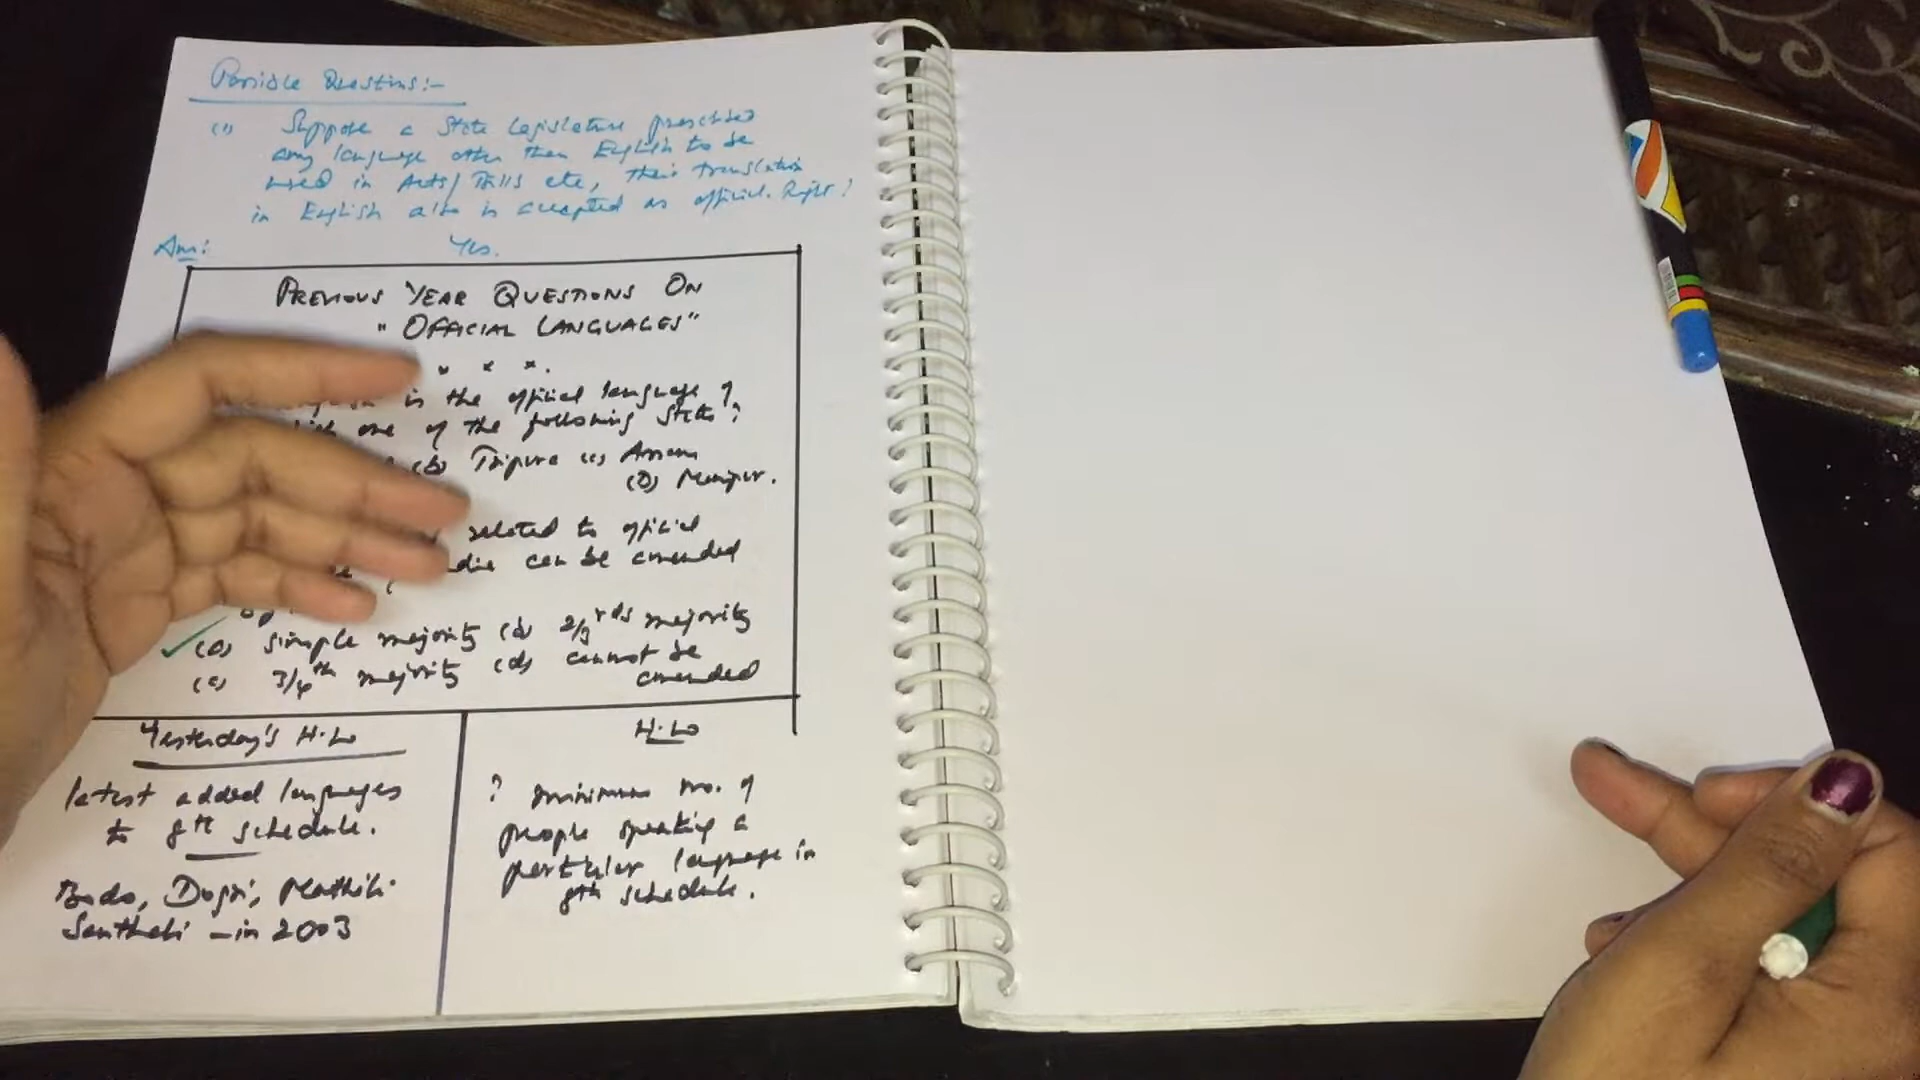 Possible Questions:-
(1) Suppose a State Legislature prescribed
any language other than English to be
used in Acts/Bills etc, their translation
in English also is accepted as official. Right?
Ans: Yes.
PREVIOUS YEAR QUESTIONS ON
"OFFICIAL LANGUAGES"
is the official language of
one of the following State?
(b) Tripura (c) Assam
(D) Manipur.
related to official
can be amended
(a) simple majority (b) 2/3rds majority
(c) 3/4th majority (d) cannot be
amended
Yesterday's H.W
latest added languages
to 8th schedule.
Bodo, Dogri, Maithili
Santhali - in 2003
H.W
? minimum no. of
people speaking a
particular language in
8th schedule.